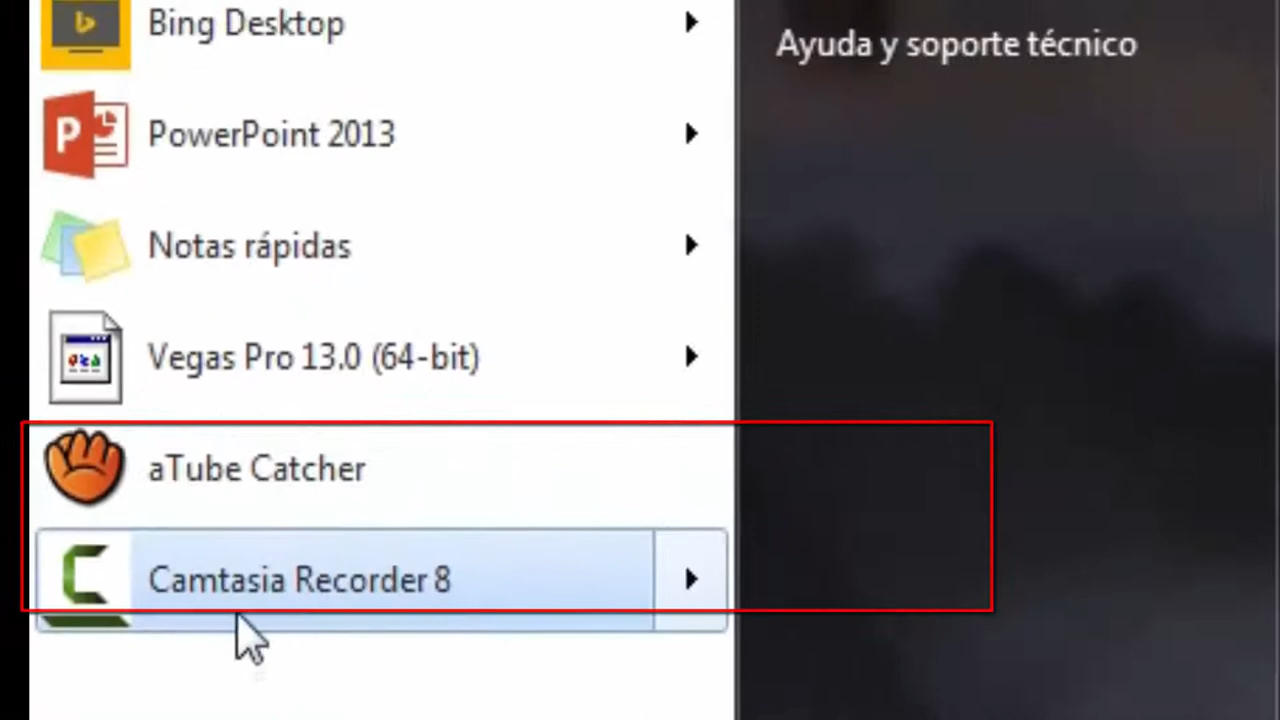 Bing Desktop
Ayuda y soporte técnico
PowerPoint 2013
Notas rápidas
Vegas Pro 13.0 (64-bit)
aTube Catcher
Camtasia Recorder 8